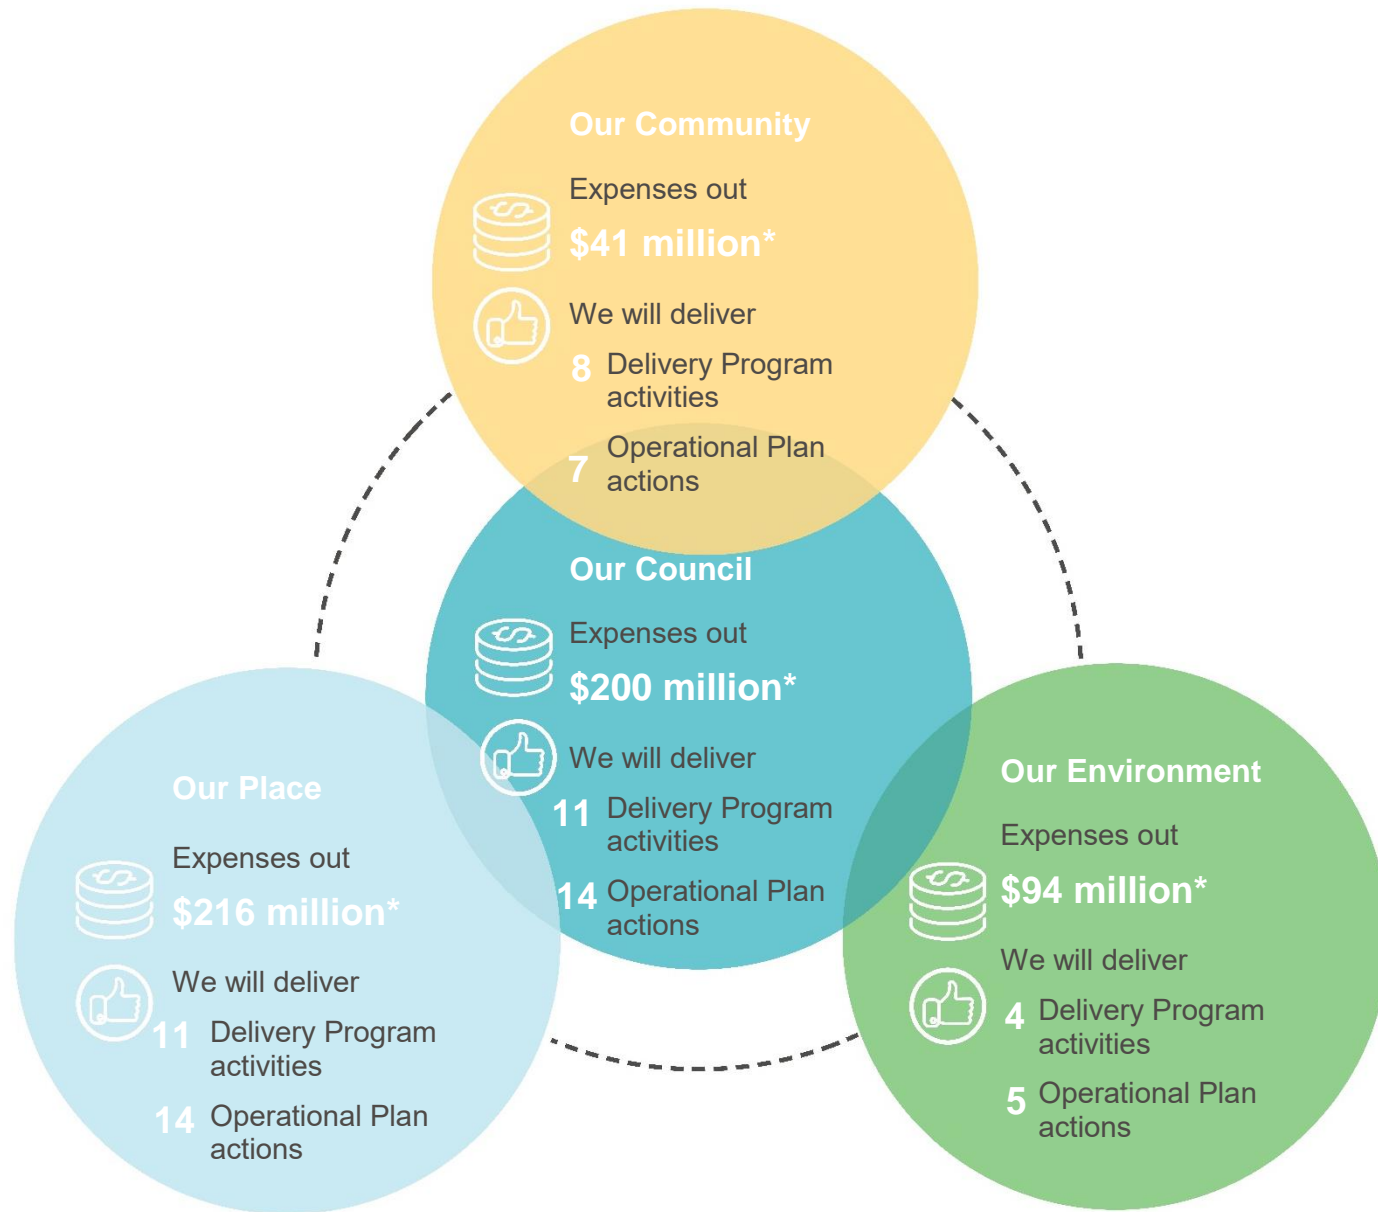 Our Community
Expenses out
$41 million*
We will deliver
8 Delivery Program
activities
7 Operational Plan
actions
Our Council
Expenses out
$200 million*
We will deliver
11 Delivery Program
activities
14 Operational Plan
actions
Our Place
Expenses out
$216 million*
We will deliver
11 Delivery Program
activities
14 Operational Plan
actions
Our Environment
Expenses out
$94 million*
We will deliver
4 Delivery Program
activities
5 Operational Plan
actions